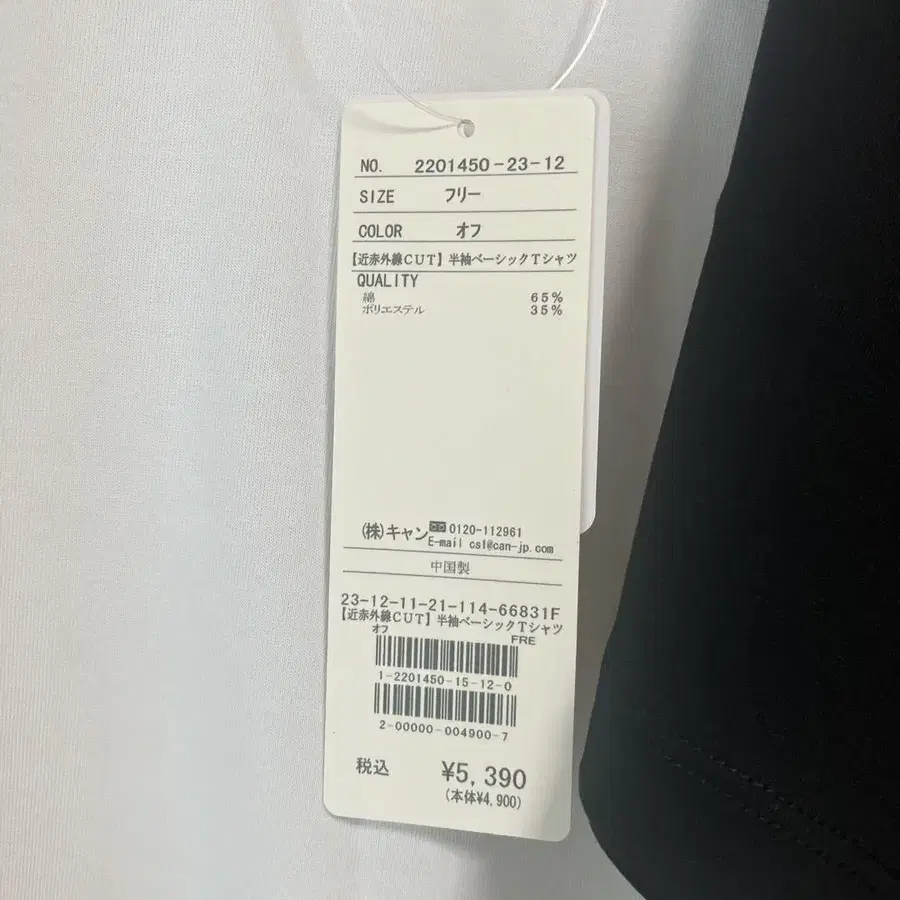 NO. 2201450-23-12
SIZE フリー
COLOR オフ
【近赤外線CUT】半袖ベーシックTシャツ
QUALITY
綿 65%
ポリエステル 35%
(株)キャン 0120-112961
E-mail cs1@can-jp.com
中国製
23-12-11-21-114-66831F
【近赤外線CUT】半袖ベーシックTシャツ
オフ FRE
1-2201450-15-12-0
2-00000-004900-7
税込 ¥5,390
(本体¥4,900)